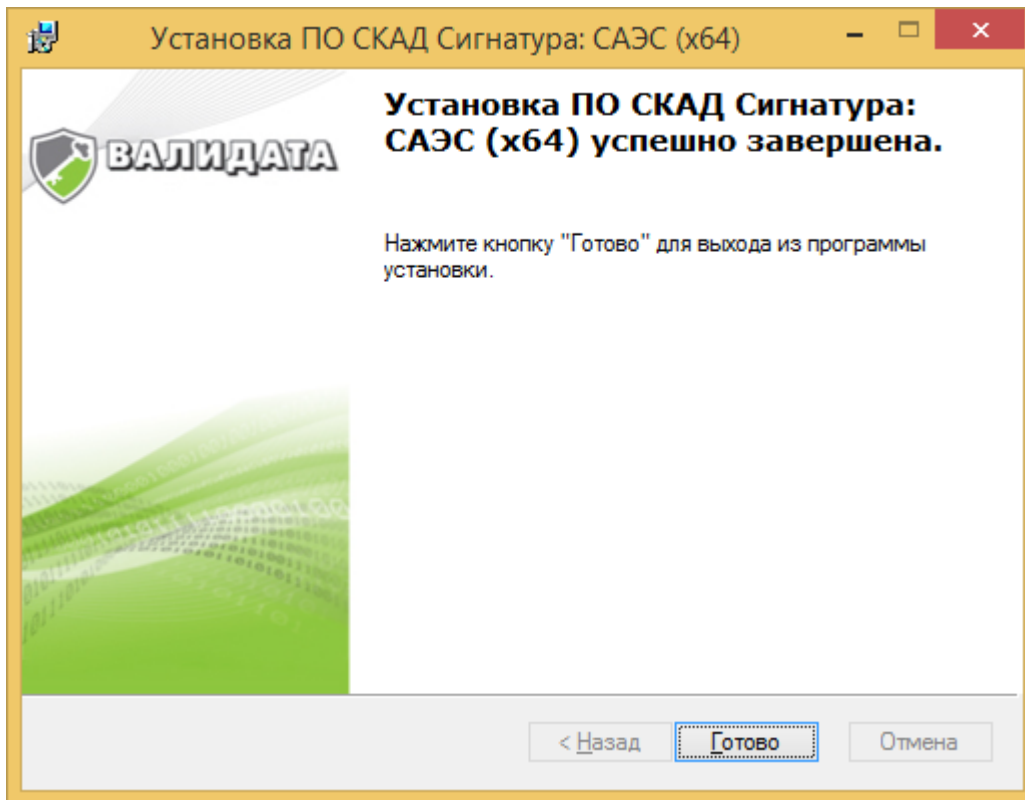 Установка ПО СКАД Сигнатура: САЭС (x64)
ВАЛИДАТА
Установка ПО СКАД Сигнатура:
САЭС (x64) успешно завершена.
Нажмите кнопку "Готово" для выхода из программы
установки.
< Назад
Готово
Отмена